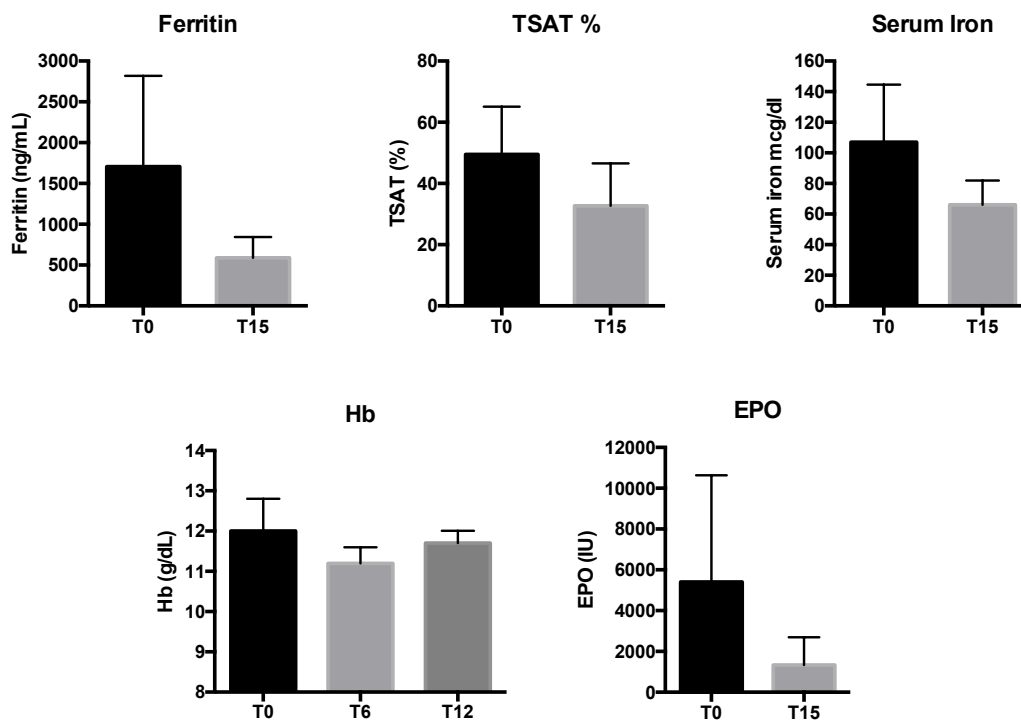 Ferritin
Ferritin (ng/mL)
3000
2500
2000
1500
1000
500
0
T0 T15
TSAT %
TSAT (%)
80
60
40
20
0
T0 T15
Serum Iron
Serum iron mcg/dl
160
140
120
100
80
60
40
20
0
T0 T15
Hb
Hb (g/dL)
14
13
12
11
10
9
8
T0 T6 T12
EPO
EPO (IU)
12000
10000
8000
6000
4000
2000
0
T0 T15